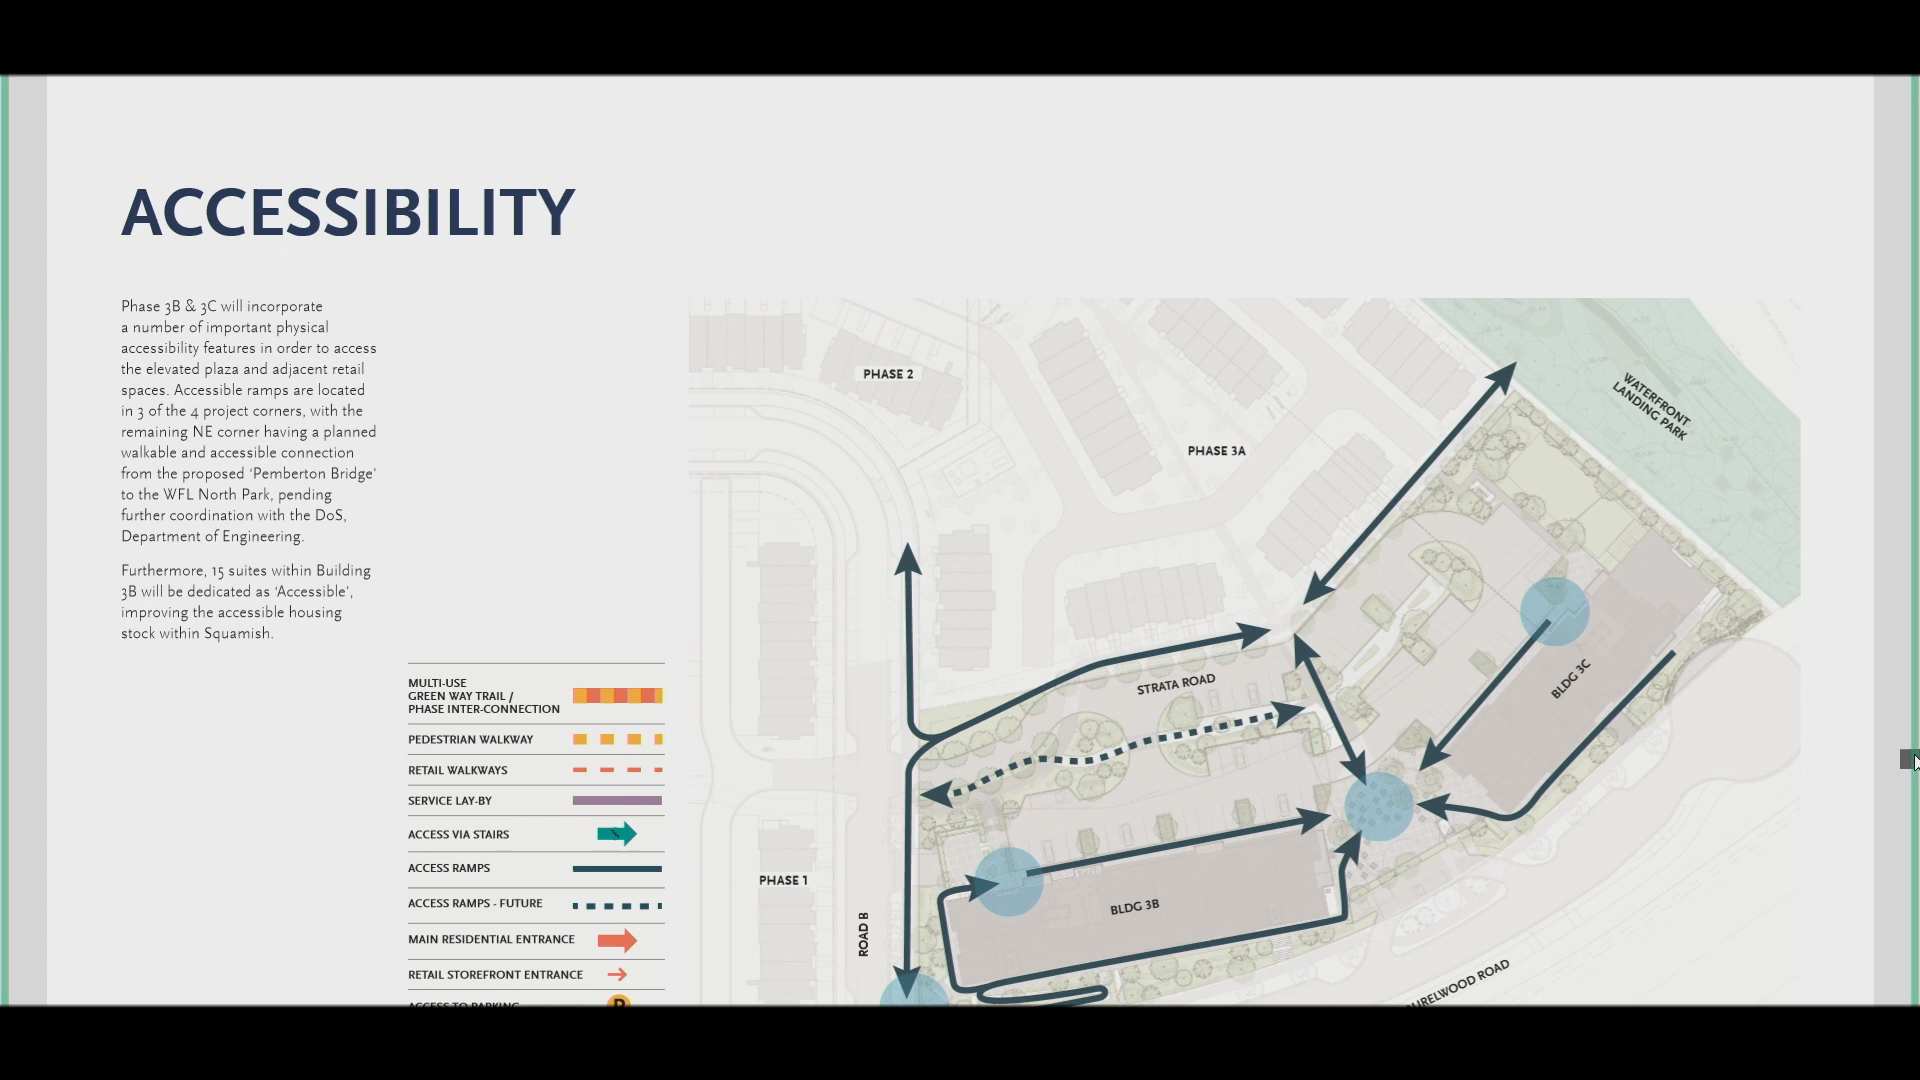 ACCESSIBILITY
Phase 3B & 3C will incorporate
a number of important physical
accessibility features in order to access
the elevated plaza and adjacent retail
spaces. Accessible ramps are located
in 3 of the 4 project corners, with the
remaining NE corner having a planned
walkable and accessible connection
from the proposed ‘Pemberton Bridge’
to the WFL North Park, pending
further coordination with the DoS,
Department of Engineering.
Furthermore, 15 suites within Building
3B will be dedicated as ‘Accessible’,
improving the accessible housing
stock within Squamish.
MULTI-USE
GREEN WAY TRAIL /
PHASE INTER-CONNECTION
PEDESTRIAN WALKWAY
RETAIL WALKWAYS
SERVICE LAY-BY
ACCESS VIA STAIRS
ACCESS RAMPS
ACCESS RAMPS - FUTURE
MAIN RESIDENTIAL ENTRANCE
RETAIL STOREFRONT ENTRANCE
ACCESS TO PARKING P
PHASE 2
PHASE 3A
WATERFRONT
LANDING PARK
STRATA ROAD
BLDG 3C
PHASE 1
BLDG 3B
ROAD B
URELWOOD ROAD